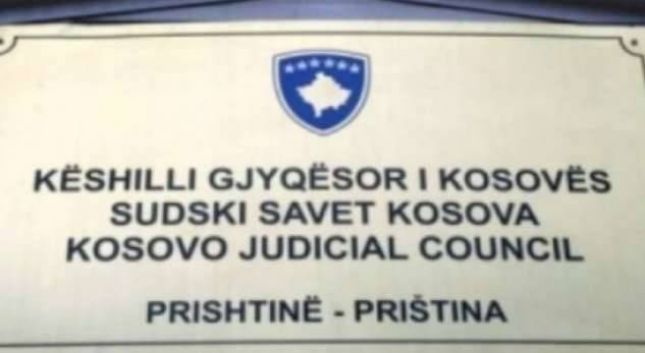 KËSHILLI GJYQËSOR I KOSOVËS
SUDSKI SAVET KOSOVA
KOSOVO JUDICIAL COUNCIL
PRISHTINË - PRIŠTINA